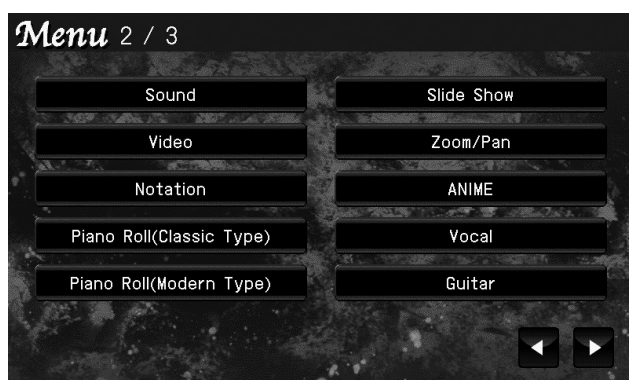 Menu 2 / 3
Sound
Video
Notation
Piano Roll(Classic Type)
Piano Roll(Modern Type)
Slide Show
Zoom/Pan
ANIME
Vocal
Guitar